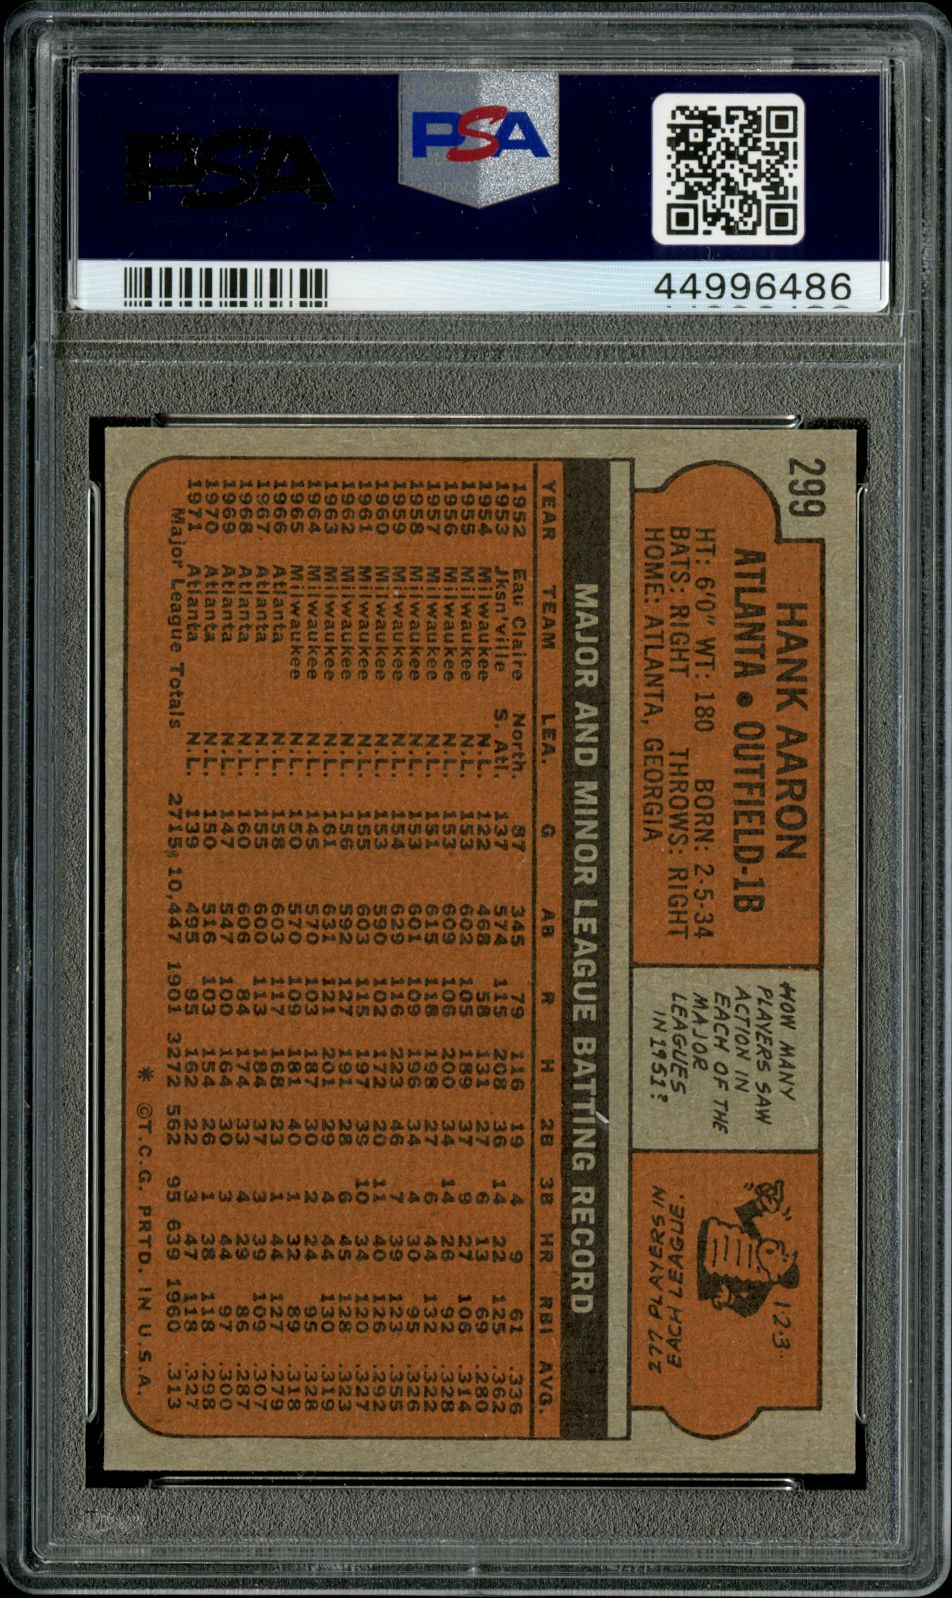 PSA
PSA
44996486
299
HANK AARON
ATLANTA • OUTFIELD-1B
HT: 6'0" WT: 180 BORN: 2-5-34
BATS: RIGHT THROWS: RIGHT
HOME: ATLANTA, GEORGIA
HOW MANY
PLAYERS SAW
ACTION IN
EACH OF THE
MAJOR
LEAGUES
IN 1951?
1-2-3
277 PLAYERS IN
EACH LEAGUE.
MAJOR AND MINOR LEAGUE BATTING RECORD
YEAR TEAM LEA. G AB R H 2B 3B HR RBI AVG.
1952 Eau Claire North. 87 345 79 116 19 4 9 61 .336
1953 Jksn'ville S. Atl. 137 574 115 208 36 14 22 125 .362
1954 Milwaukee N.L. 122 468 58 131 27 6 13 69 .280
1955 Milwaukee N.L. 153 602 105 189 37 9 27 106 .314
1956 Milwaukee N.L. 153 609 106 200 34 14 26 92 .328
1957 Milwaukee N.L. 151 615 118 198 27 6 44 132 .322
1958 Milwaukee N.L. 153 601 109 196 34 4 30 95 .326
1959 Milwaukee N.L. 154 629 116 223 46 7 39 123 .355
1960 Milwaukee N.L. 153 590 102 172 20 11 40 126 .292
1961 Milwaukee N.L. 155 603 115 197 39 10 34 120 .327
1962 Milwaukee N.L. 156 592 127 191 28 6 45 128 .323
1963 Milwaukee N.L. 161 631 121 201 29 4 44 130 .319
1964 Milwaukee N.L. 145 570 103 187 30 2 24 95 .328
1965 Milwaukee N.L. 150 570 109 181 40 1 32 89 .318
1966 Atlanta N.L. 158 603 117 168 23 1 44 127 .279
1967 Atlanta N.L. 155 600 113 184 37 3 39 109 .307
1968 Atlanta N.L. 160 606 84 174 33 4 29 86 .287
1969 Atlanta N.L. 147 547 100 164 30 3 44 97 .300
1970 Atlanta N.L. 150 516 103 154 26 1 38 118 .298
1971 Atlanta N.L. 139 495 95 162 22 3 47 118 .327
Major League Totals 2715 10,447 1901 3272 562 95 639 1960 .313
* ©T.C.G. PRTD. IN U.S.A.